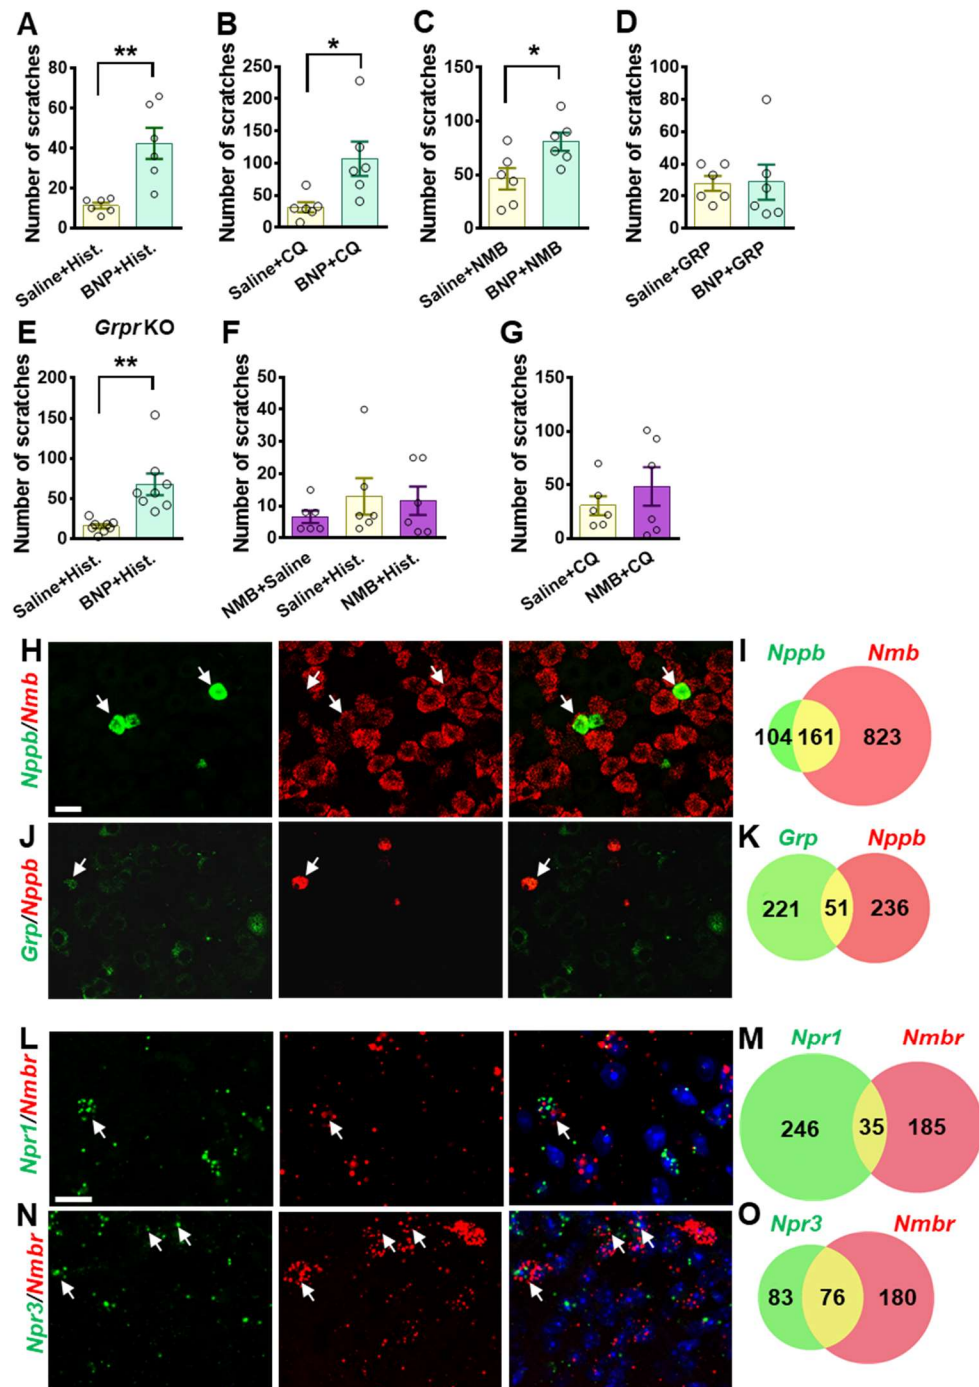 A
Number of scratches
80
60
40
20
0
**
Saline+Hist.
BNP+Hist.
B
Number of scratches
250
200
150
100
50
0
*
Saline+CQ
BNP+CQ
C
Number of scratches
150
100
50
0
*
Saline+NMB
BNP+NMB
D
Number of scratches
100
80
60
40
20
0
Saline+GRP
BNP+GRP
E
Grpr KO
Number of scratches
200
150
100
50
0
**
Saline+Hist.
BNP+Hist.
F
Number of scratches
50
40
30
20
10
0
NMB+Saline
Saline+Hist.
NMB+Hist.
G
Number of scratches
150
100
50
0
Saline+CQ
NMB+CQ
H
Nppb/Nmb
I
Nppb
Nmb
104 161 823
J
Grp/Nppb
K
Grp
Nppb
221 51 236
L
Npr1/Nmbr
M
Npr1
Nmbr
246 35 185
N
Npr3/Nmbr
O
Npr3
Nmbr
83 76 180